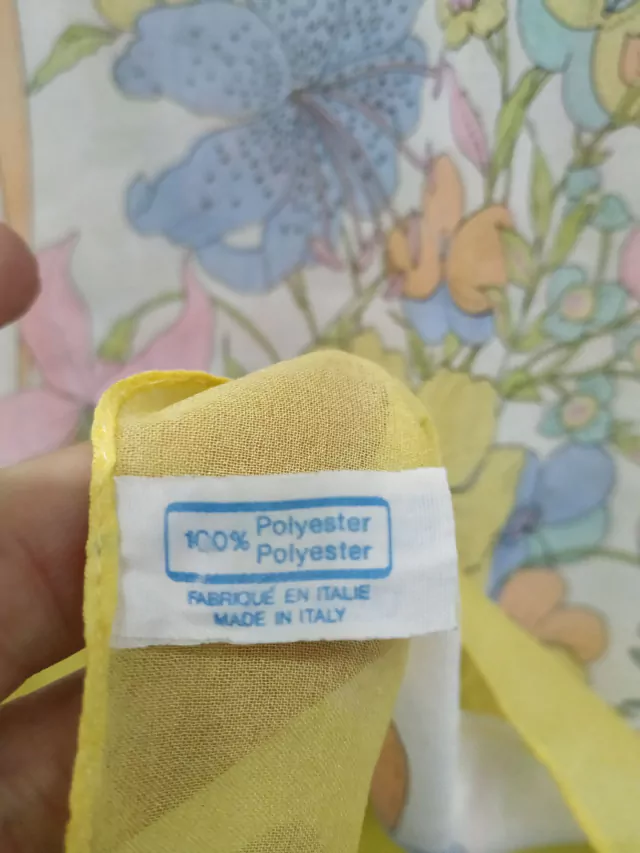 100% Polyester
Polyester
FABRIQUÉ EN ITALIE
MADE IN ITALY